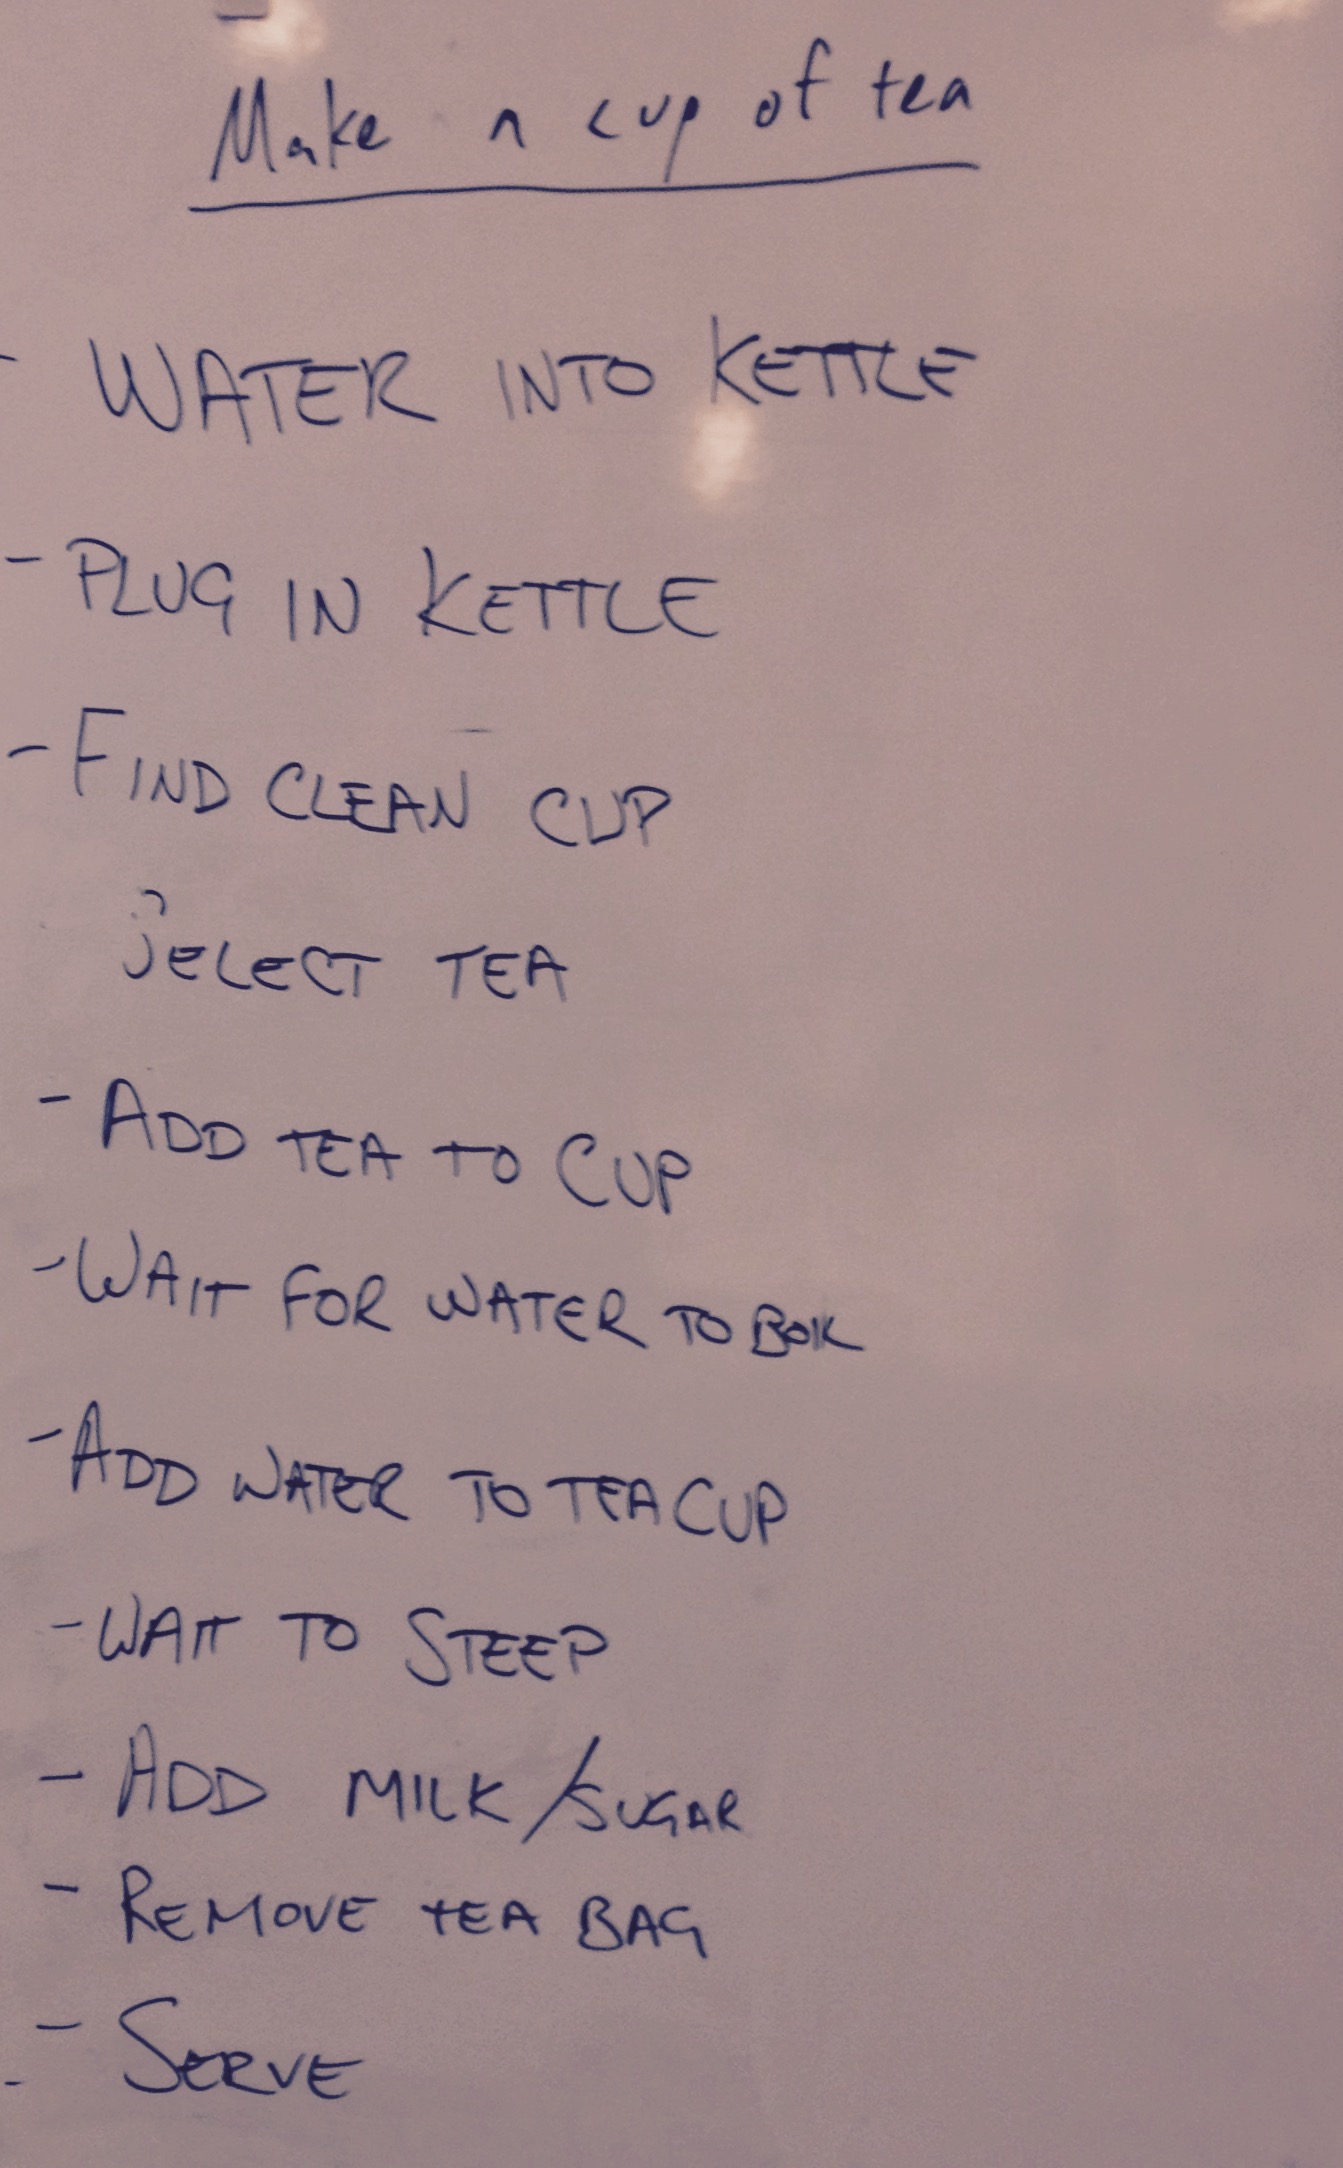 Make a cup of tea
- WATER INTO KETTLE
- PLUG IN KETTLE
- FIND CLEAN CUP
SELECT TEA
- ADD TEA TO CUP
- WAIT FOR WATER TO BOIL
- ADD WATER TO TEA CUP
- WAIT TO STEEP
- ADD MILK/SUGAR
- REMOVE TEA BAG
- SERVE